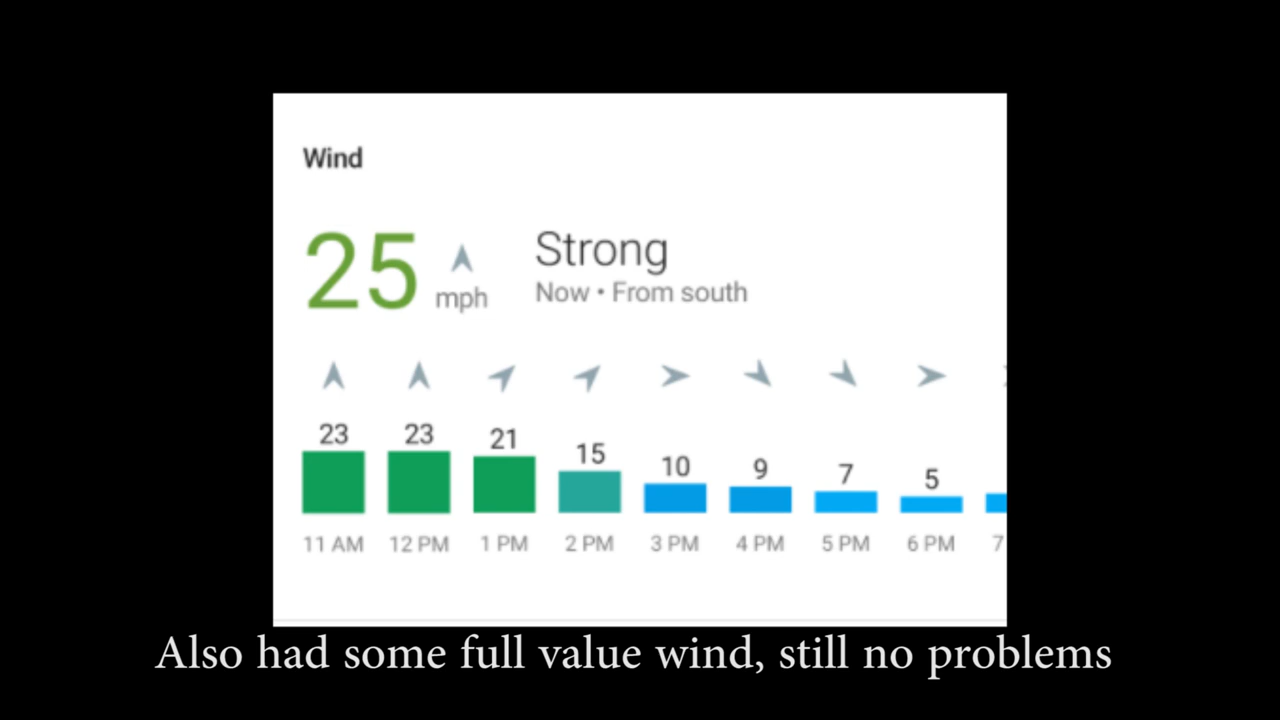 Wind
25 mph
Strong
Now • From south
23 23 21 15 10 9 7 5
11 AM 12 PM 1 PM 2 PM 3 PM 4 PM 5 PM 6 PM 7
Also had some full value wind, still no problems